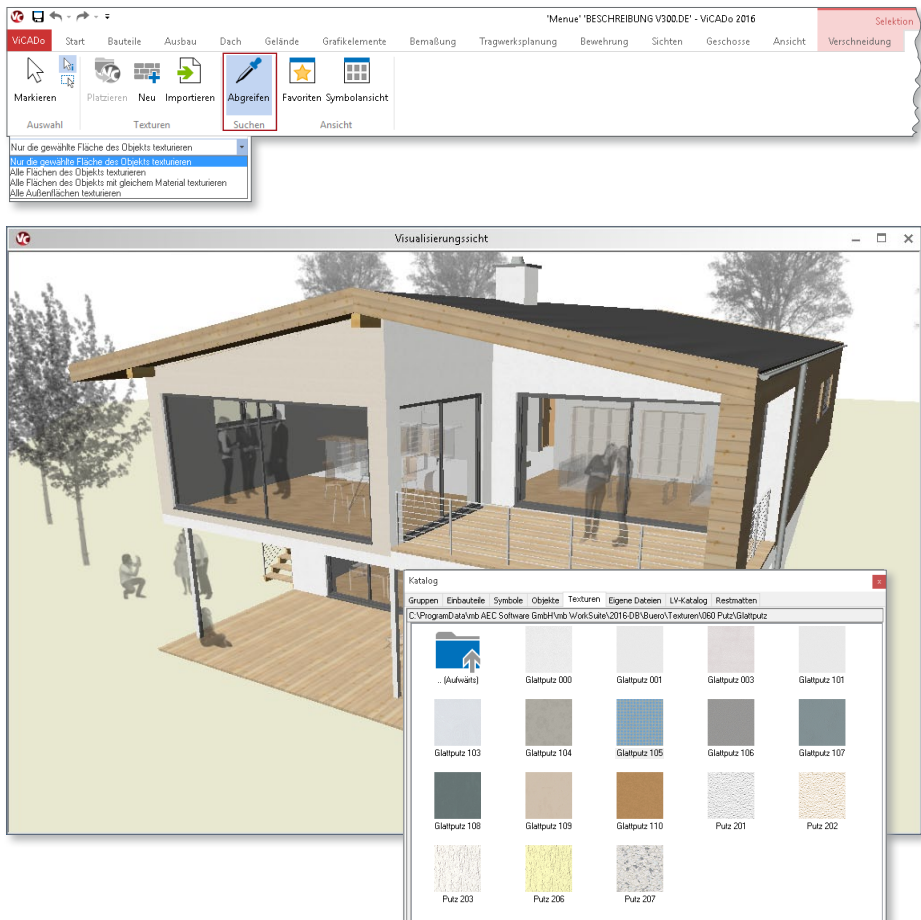 'Menue' 'BESCHREIBUNG V300.DE' - ViCADo 2016
Selektion
ViCADo Start Bauteile Ausbau Dach Gelände Grafikelemente Bemaßung Tragwerksplanung Bewehrung Sichten Geschosse Ansicht Verschneidung
Markieren Platzieren Neu Importieren Abgreifen Favoriten Symbolansicht
Auswahl Texturen Suchen Ansicht
Nur die gewählte Fläche des Objekts texturieren
Nur die gewählte Fläche des Objekts texturieren
Alle Flächen des Objekts texturieren
Alle Flächen des Objekts mit gleichem Material texturieren
Alle Außenflächen texturieren
Visualisierungssicht
Katalog
Gruppen Einbauteile Symbole Objekte Texturen Eigene Dateien LV-Katalog Restmatten
C:\ProgramData\mb AEC Software GmbH\mb WorkSuite\2016-DB\Buero\Texturen\060 Putz\Glattputz
.. (Aufwärts) Glattputz 000 Glattputz 001 Glattputz 003 Glattputz 101
Glattputz 103 Glattputz 104 Glattputz 105 Glattputz 106 Glattputz 107
Glattputz 108 Glattputz 109 Glattputz 110 Putz 201 Putz 202
Putz 203 Putz 206 Putz 207